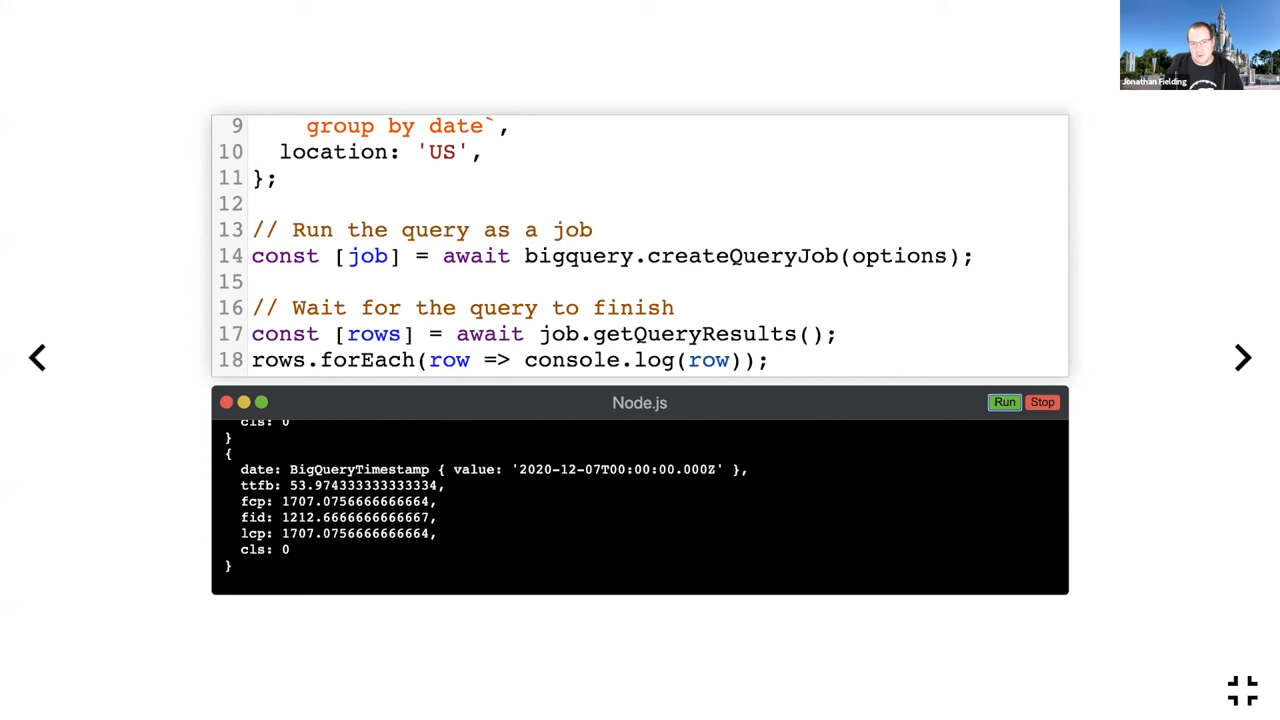 Jonathan Fielding
9 group by date`,
10 location: 'US',
11 };
12
13 // Run the query as a job
14 const [job] = await bigquery.createQueryJob(options);
15
16 // Wait for the query to finish
17 const [rows] = await job.getQueryResults();
18 rows.forEach(row => console.log(row));
Node.js
Run Stop
cls: 0
}
{
date: BigQueryTimestamp { value: '2020-12-07T00:00:00.000Z' },
ttfb: 53.974333333333334,
fcp: 1707.0756666666664,
fid: 1212.6666666666667,
lcp: 1707.0756666666664,
cls: 0
}